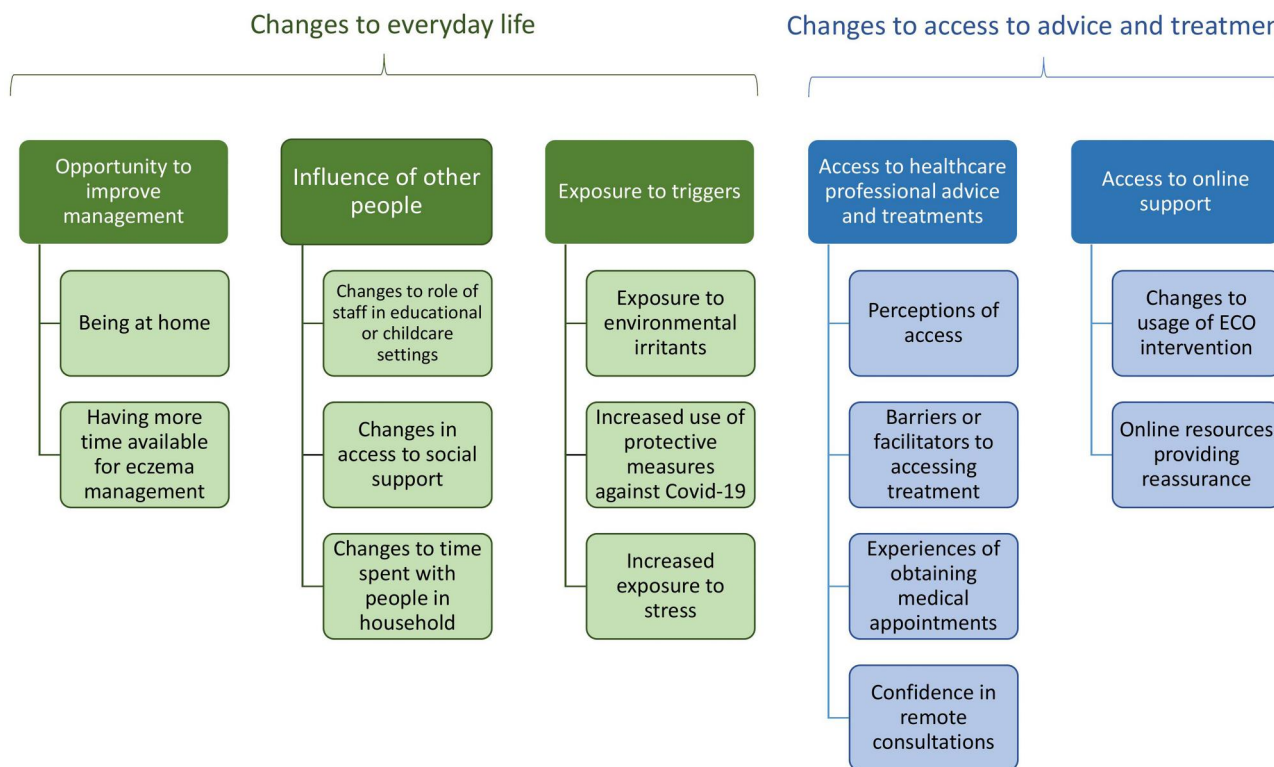 Changes to everyday life
Changes to access to advice and treatmen
Opportunity to
improve
management
Being at home
Having more
time available
for eczema
management
Influence of other
people
Changes to role of
staff in educational
or childcare
settings
Changes in
access to social
support
Changes to time
spent with
people in
household
Exposure to triggers
Exposure to
environmental
irritants
Increased use of
protective
measures
against Covid-19
Increased
exposure to
stress
Access to healthcare
professional advice
and treatments
Perceptions of
access
Barriers or
facilitators to
accessing
treatment
Experiences of
obtaining
medical
appointments
Confidence in
remote
consultations
Access to online
support
Changes to
usage of ECO
intervention
Online resources
providing
reassurance